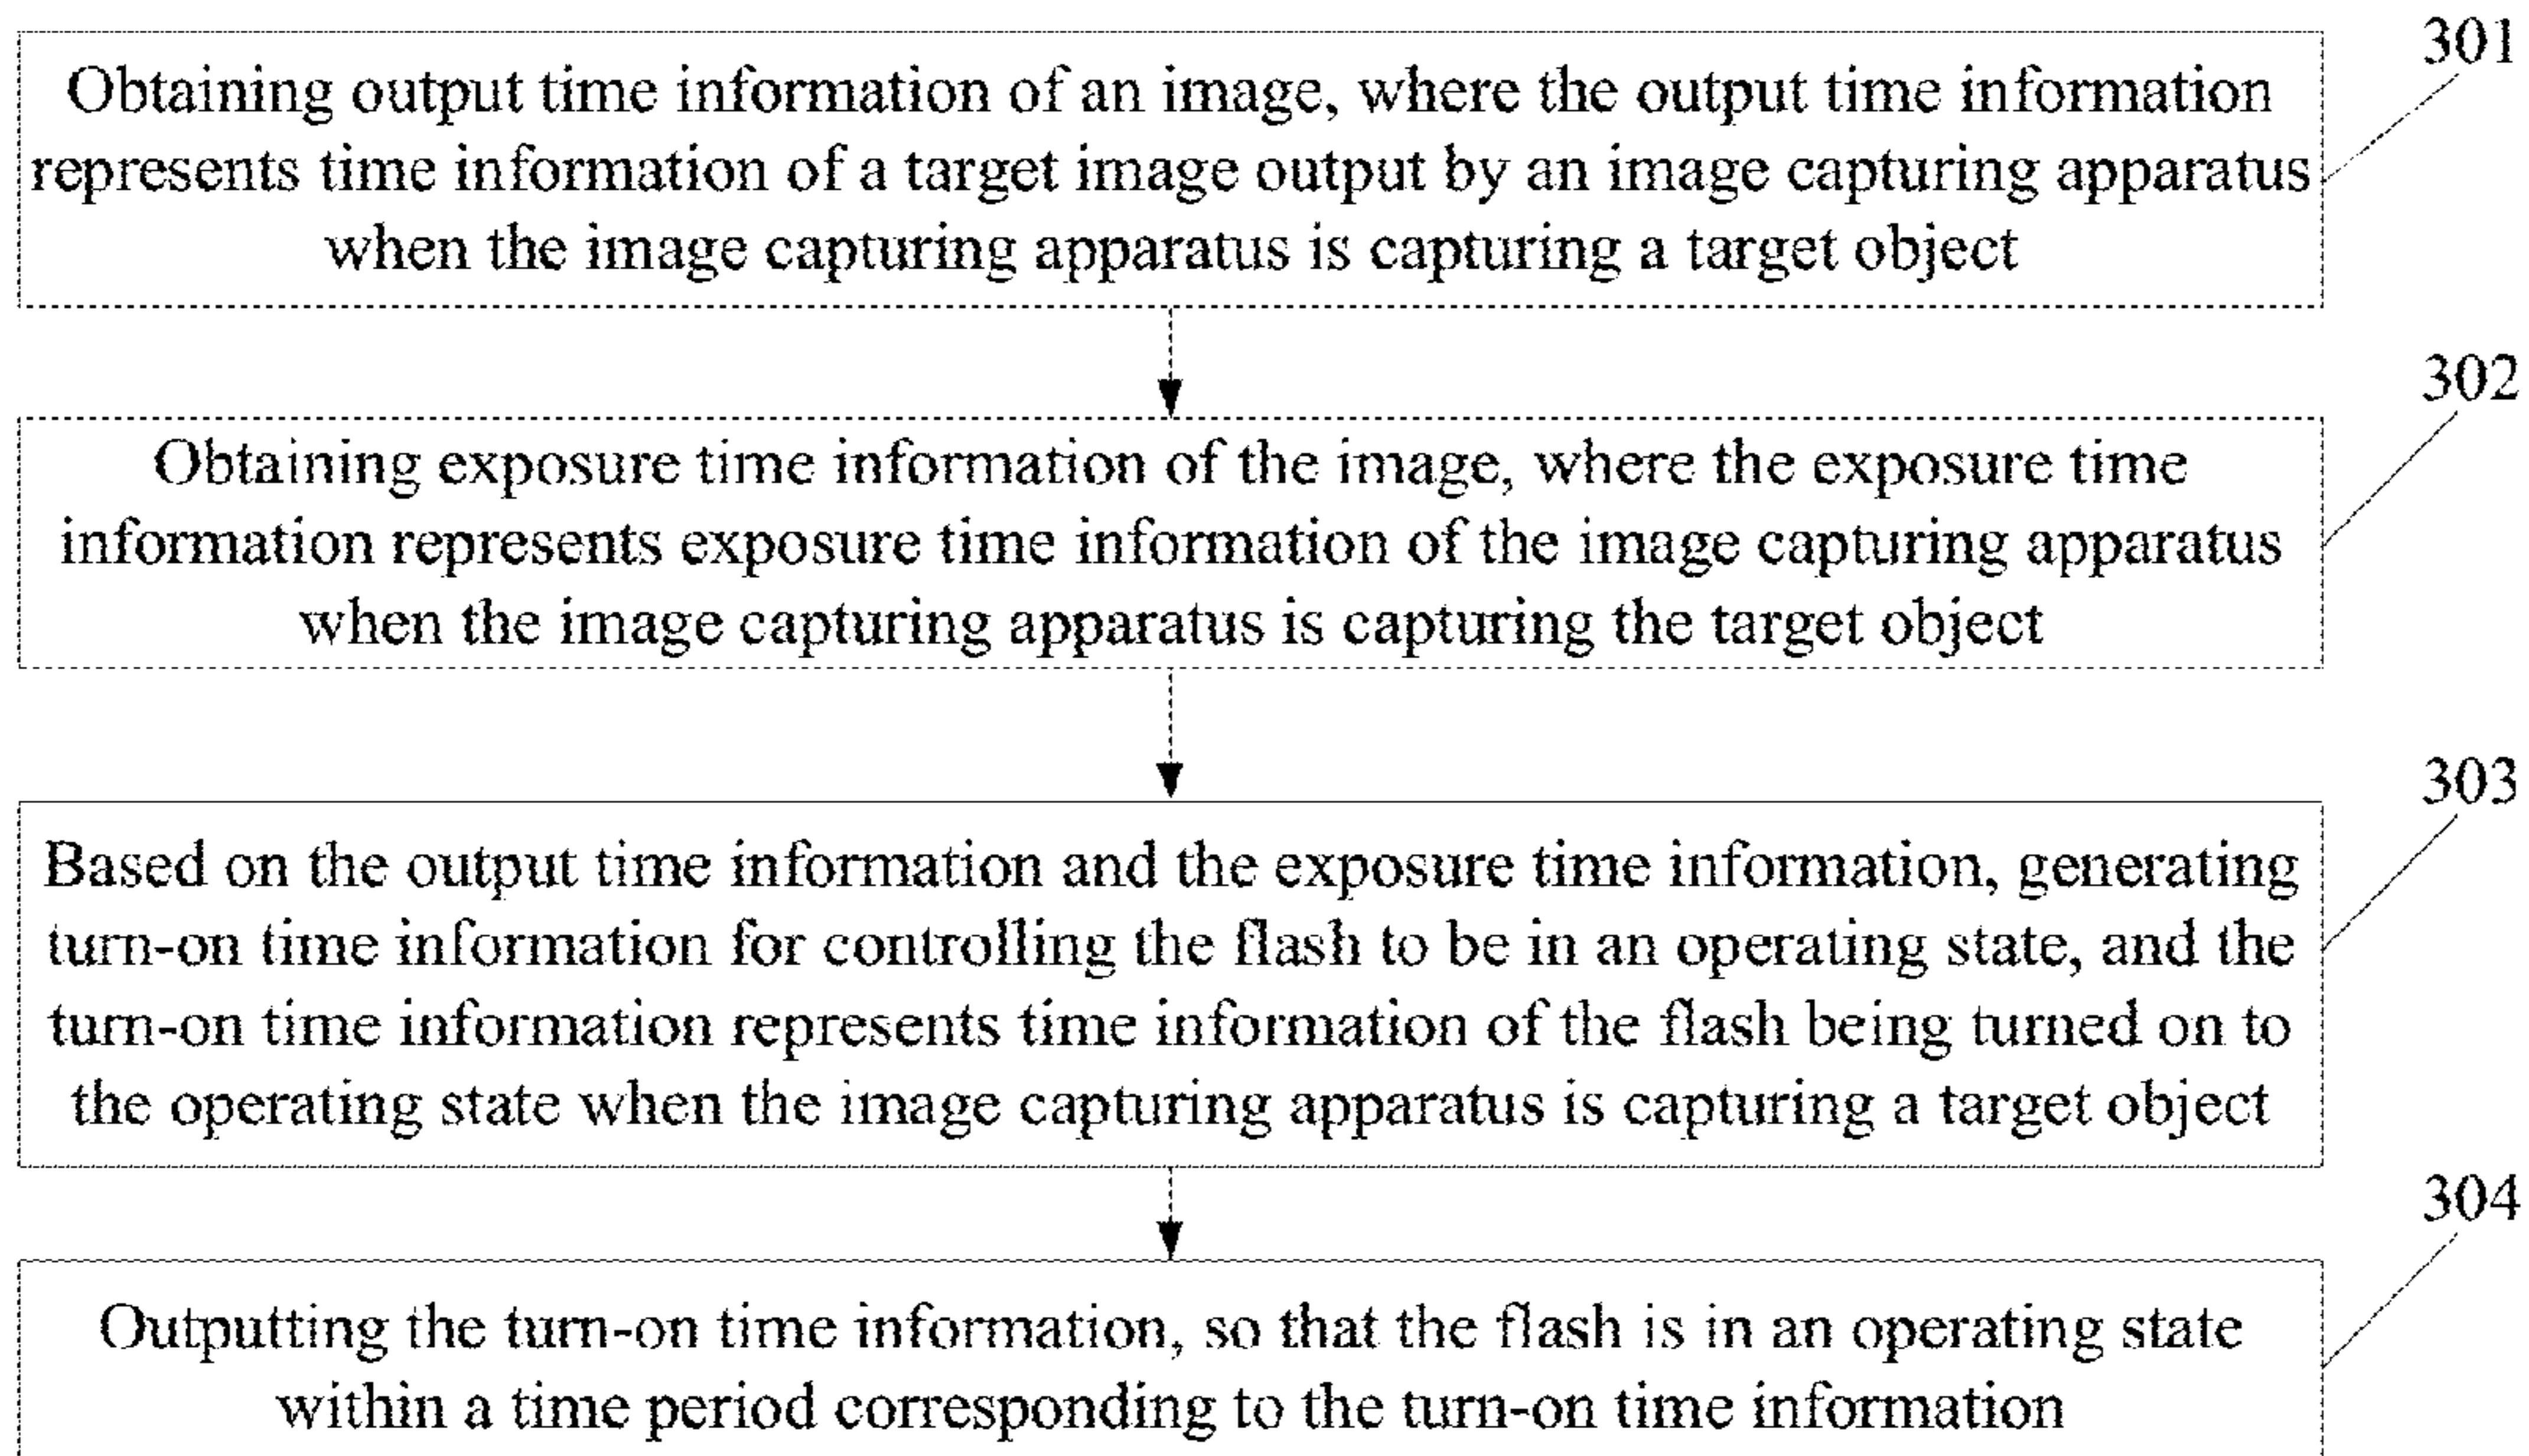 301
Obtaining output time information of an image, where the output time information
represents time information of a target image output by an image capturing apparatus
when the image capturing apparatus is capturing a target object
302
Obtaining exposure time information of the image, where the exposure time
information represents exposure time information of the image capturing apparatus
when the image capturing apparatus is capturing the target object
303
Based on the output time information and the exposure time information, generating
turn-on time information for controlling the flash to be in an operating state, and the
turn-on time information represents time information of the flash being turned on to
the operating state when the image capturing apparatus is capturing a target object
304
Outputting the turn-on time information, so that the flash is in an operating state
within a time period corresponding to the turn-on time information